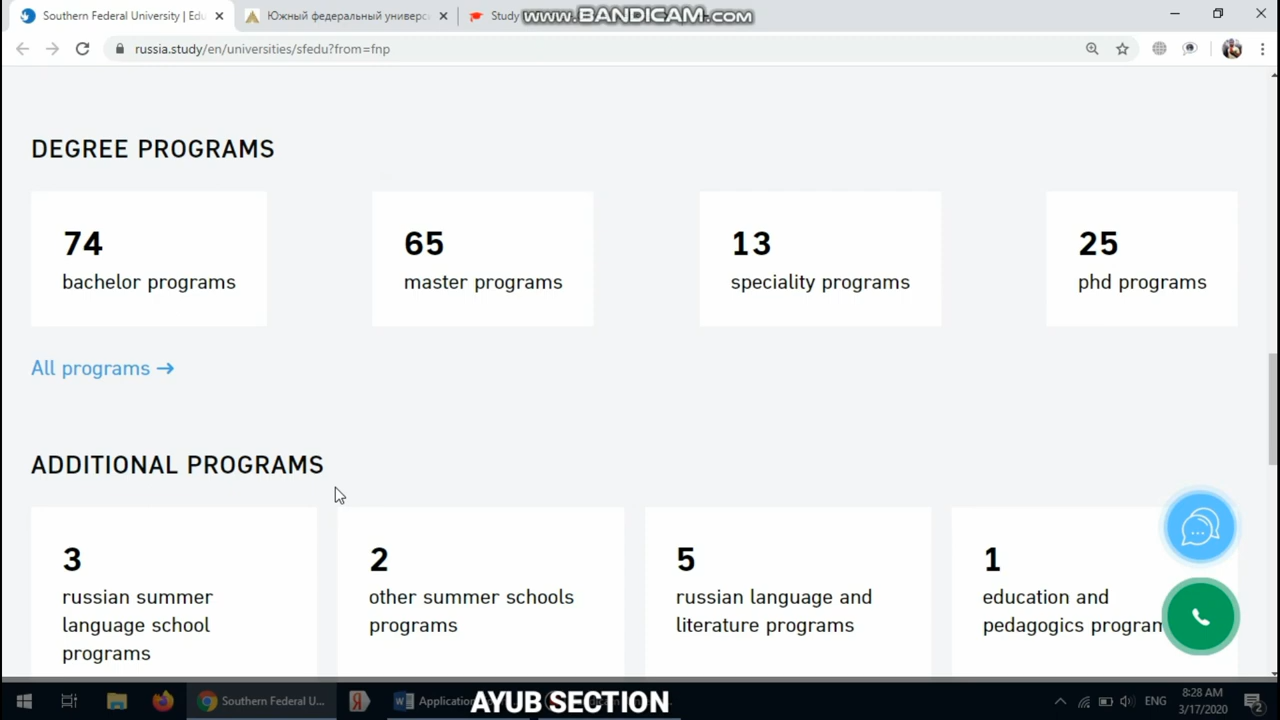 Southern Federal University | Edu
Южный федеральный универс
Study
WWW.BANDICAM.COM
russia.study/en/universities/sfedu?from=fnp
DEGREE PROGRAMS
74
bachelor programs
65
master programs
13
speciality programs
25
phd programs
All programs →
ADDITIONAL PROGRAMS
3
russian summer
language school
programs
2
other summer schools
programs
5
russian language and
literature programs
1
education and
pedagogics program
Southern Federal U...
Я
Application
AYUB SECTION
ENG
8:28 AM
3/17/2020
2